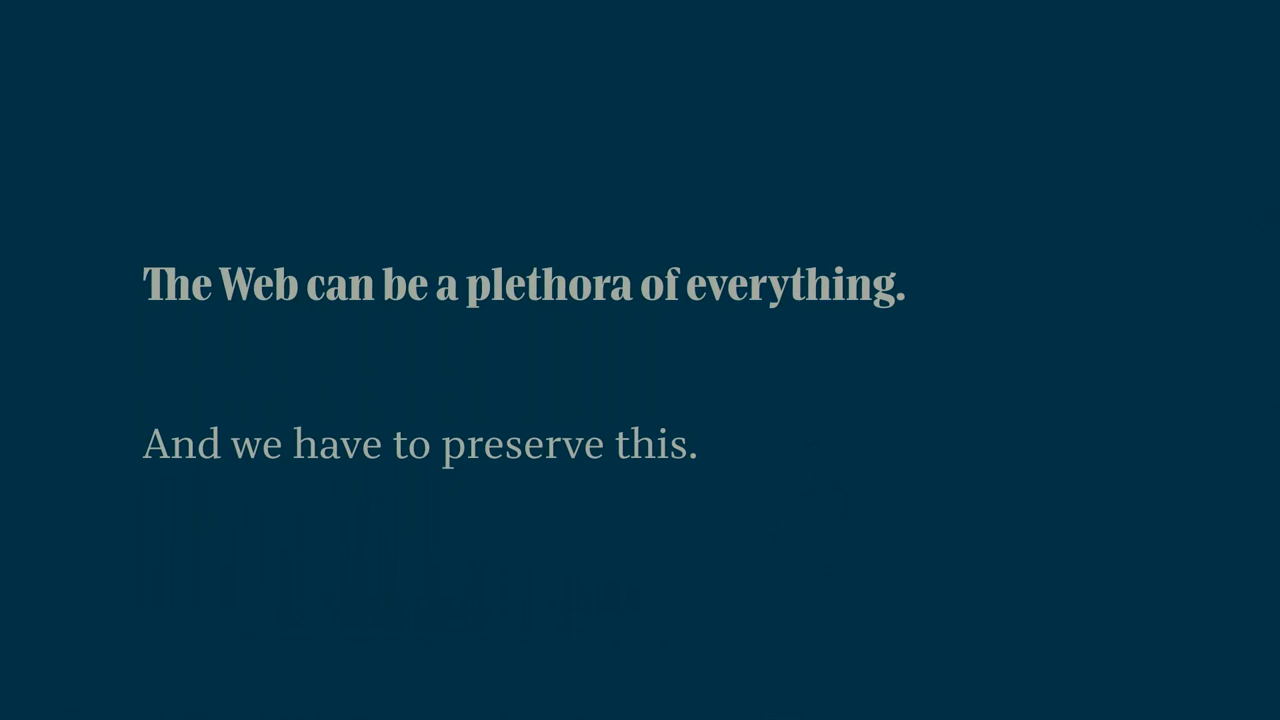 The Web can be a plethora of everything.
And we have to preserve this.